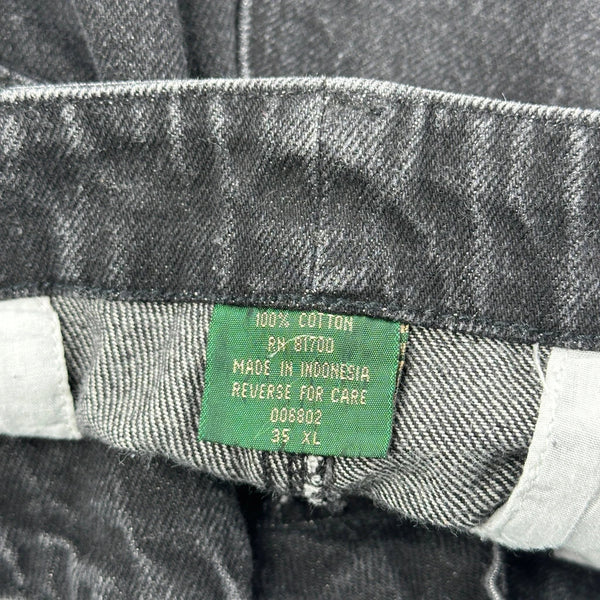 100% COTTON
RN 81700
MADE IN INDONESIA
REVERSE FOR CARE
006802
35 XL